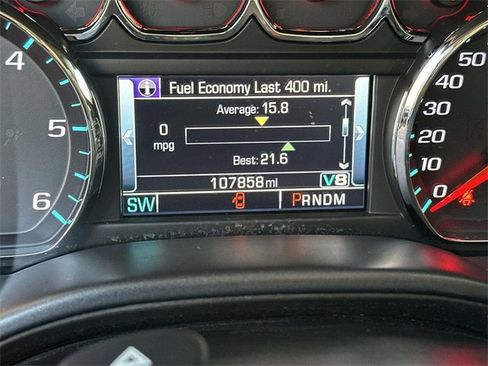 Fuel Economy Last 400 mi.
Average: 15.8
0
mpg
Best: 21.6
107858 mi
V8
SW
PRNDM
4
5
6
50
40
30
20
10
0